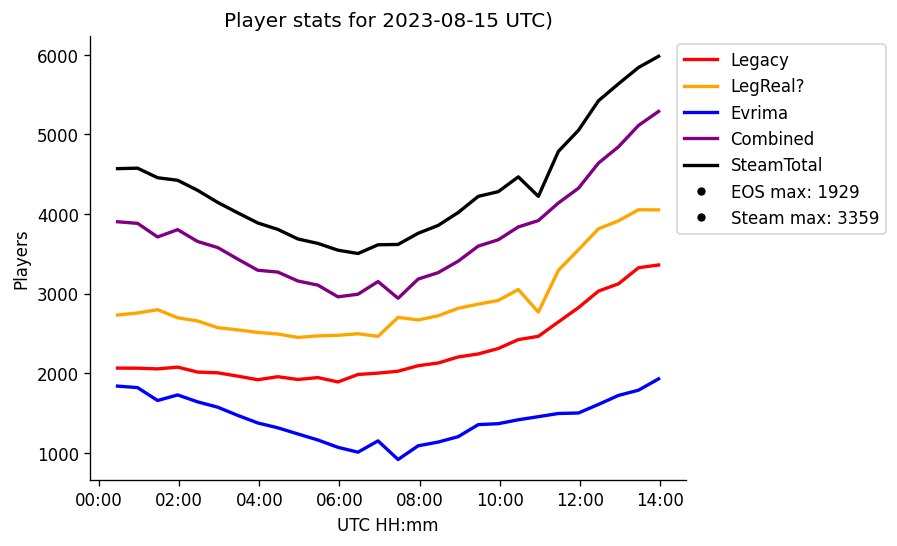 Player stats for 2023-08-15 UTC)
6000
5000
4000
3000
2000
1000
Players
00:00 02:00 04:00 06:00 08:00 10:00 12:00 14:00
UTC HH:mm
Legacy
LegReal?
Evrima
Combined
SteamTotal
EOS max: 1929
Steam max: 3359